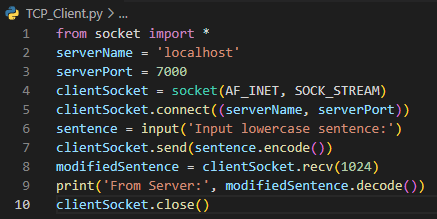 TCP_Client.py > ...
1 from socket import *
2 serverName = 'localhost'
3 serverPort = 7000
4 clientSocket = socket(AF_INET, SOCK_STREAM)
5 clientSocket.connect((serverName, serverPort))
6 sentence = input('Input lowercase sentence:')
7 clientSocket.send(sentence.encode())
8 modifiedSentence = clientSocket.recv(1024)
9 print('From Server:', modifiedSentence.decode())
10 clientSocket.close()